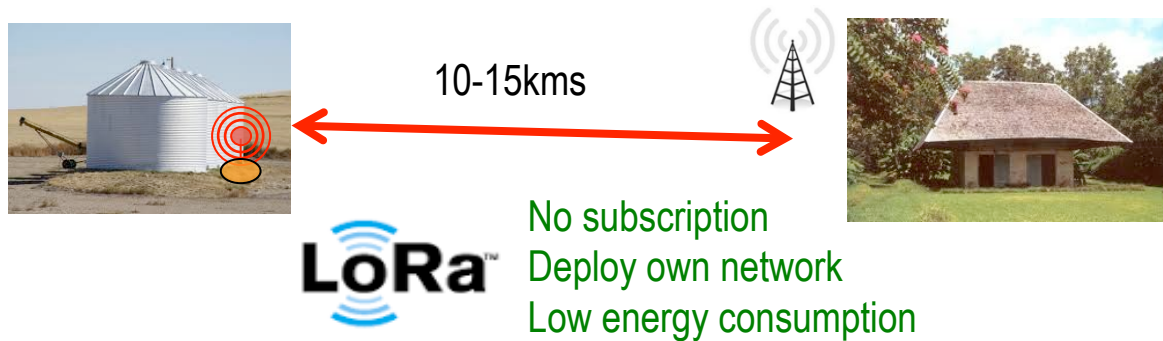 10-15kms
LoRa™
No subscription
Deploy own network
Low energy consumption